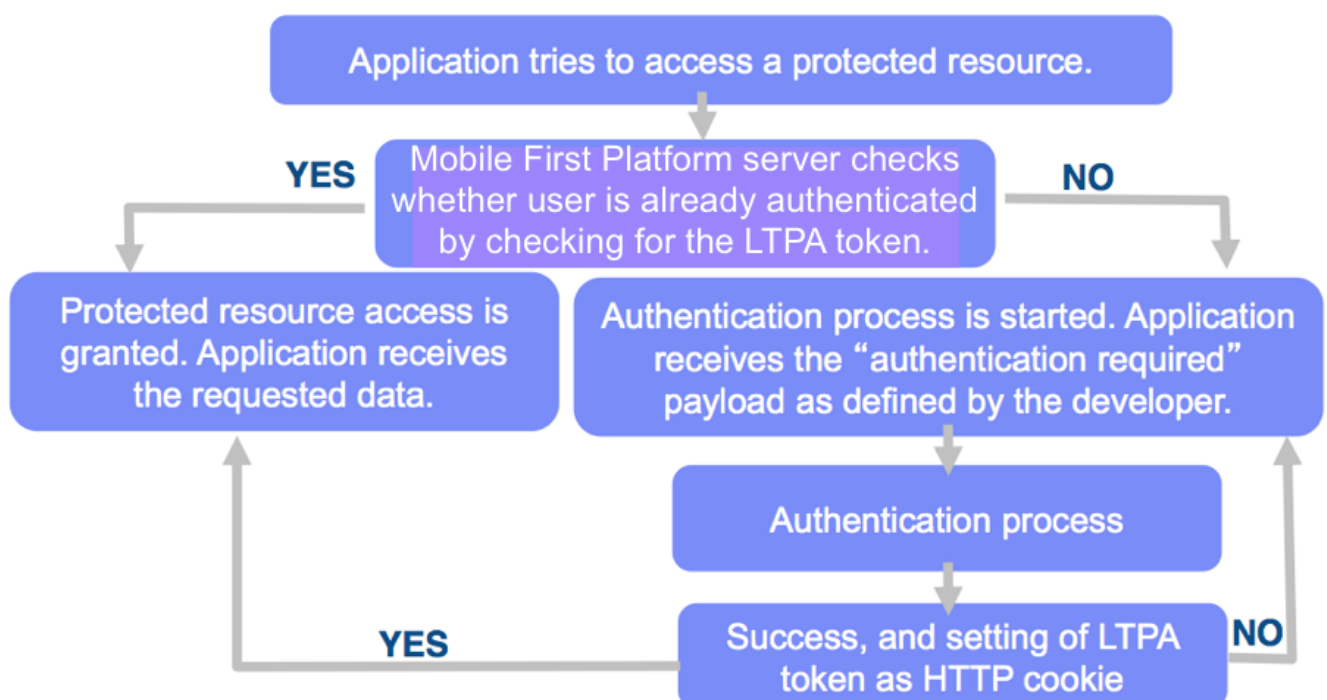 Application tries to access a protected resource.
YES
Mobile First Platform server checks
whether user is already authenticated
by checking for the LTPA token.
NO
Protected resource access is
granted. Application receives
the requested data.
Authentication process is started. Application
receives the “authentication required”
payload as defined by the developer.
Authentication process
YES
Success, and setting of LTPA
token as HTTP cookie
NO